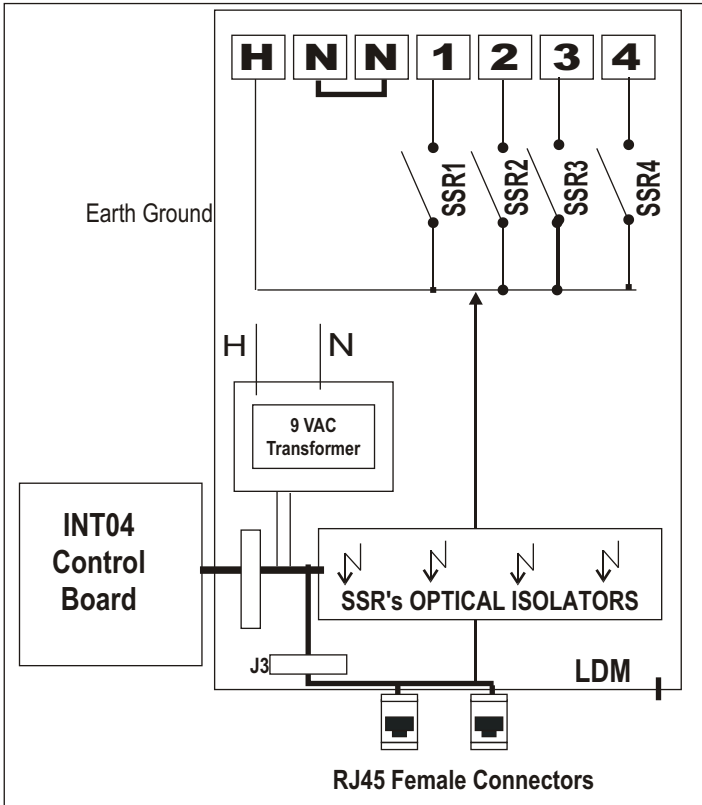 H N N 1 2 3 4
SSR1
SSR2
SSR3
SSR4
Earth Ground
H N
9 VAC
Transformer
INT04
Control
Board
SSR's OPTICAL ISOLATORS
J3
LDM
RJ45 Female Connectors